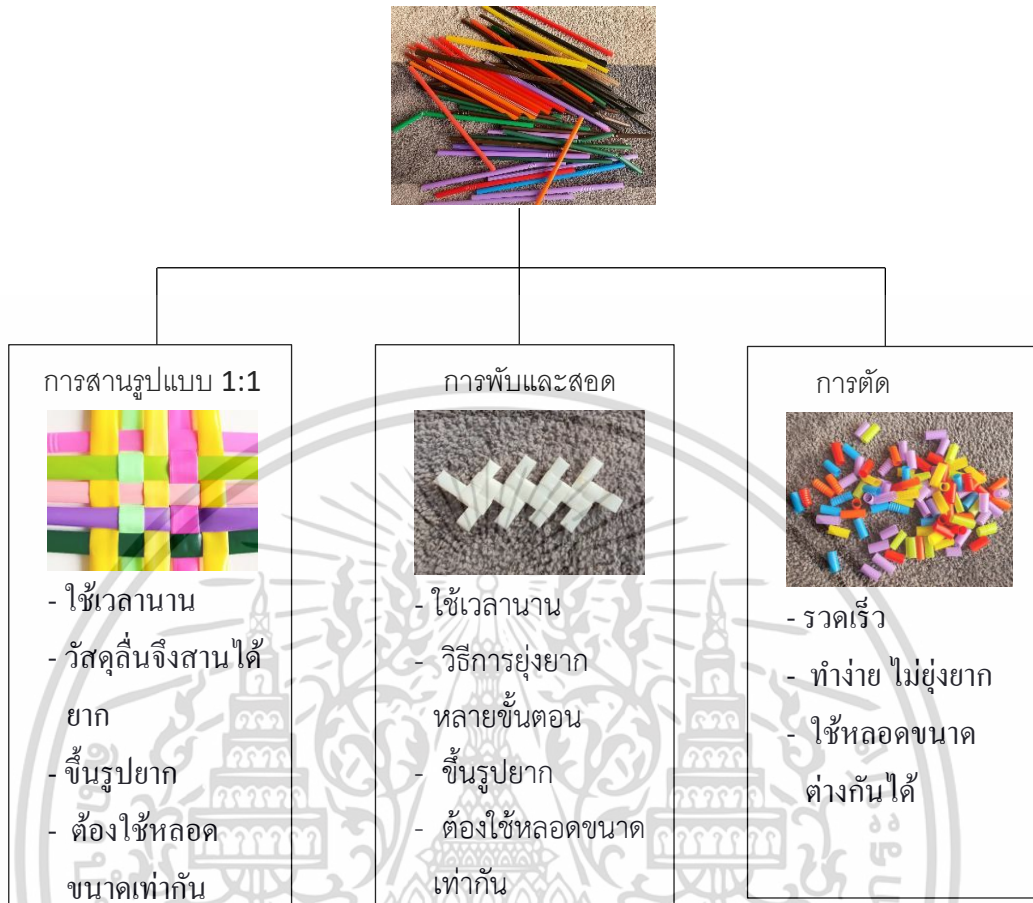 การสานรูปแบบ 1:1
- ใช้เวลานาน
- วัสดุลื่นจึงสานได้
ยาก
- ขึ้นรูปยาก
- ต้องใช้หลอด
ขนาดเท่ากัน
การพับและสอด
- ใช้เวลานาน
- วิธีการยุ่งยาก
หลายขั้นตอน
- ขึ้นรูปยาก
- ต้องใช้หลอดขนาด
เท่ากัน
การตัด
- รวดเร็ว
- ทำง่าย ไม่ยุ่งยาก
- ใช้หลอดขนาด
ต่างกันได้